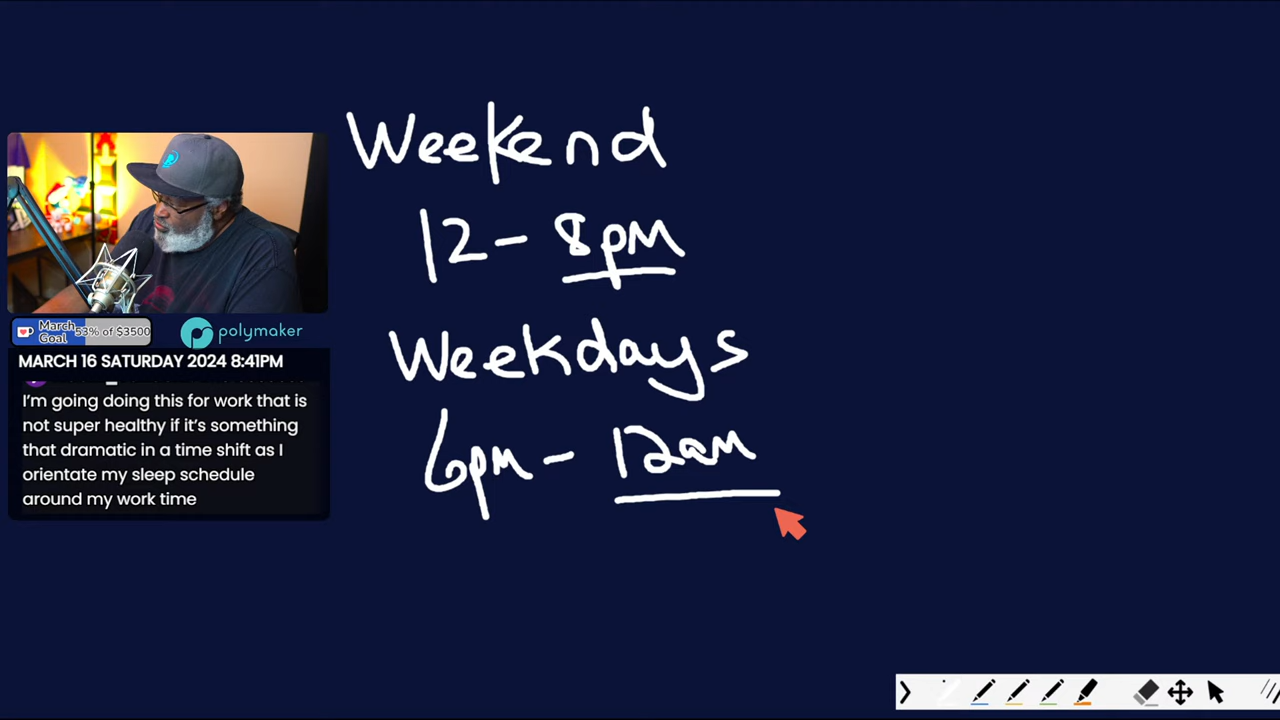 Weekend
12 - 8pm
Weekdays
6pm - 12am
March
Goal
53% of $3500
polymaker
MARCH 16 SATURDAY 2024 8:41PM
I'm going doing this for work that is
not super healthy if it's something
that dramatic in a time shift as I
orientate my sleep schedule
around my work time